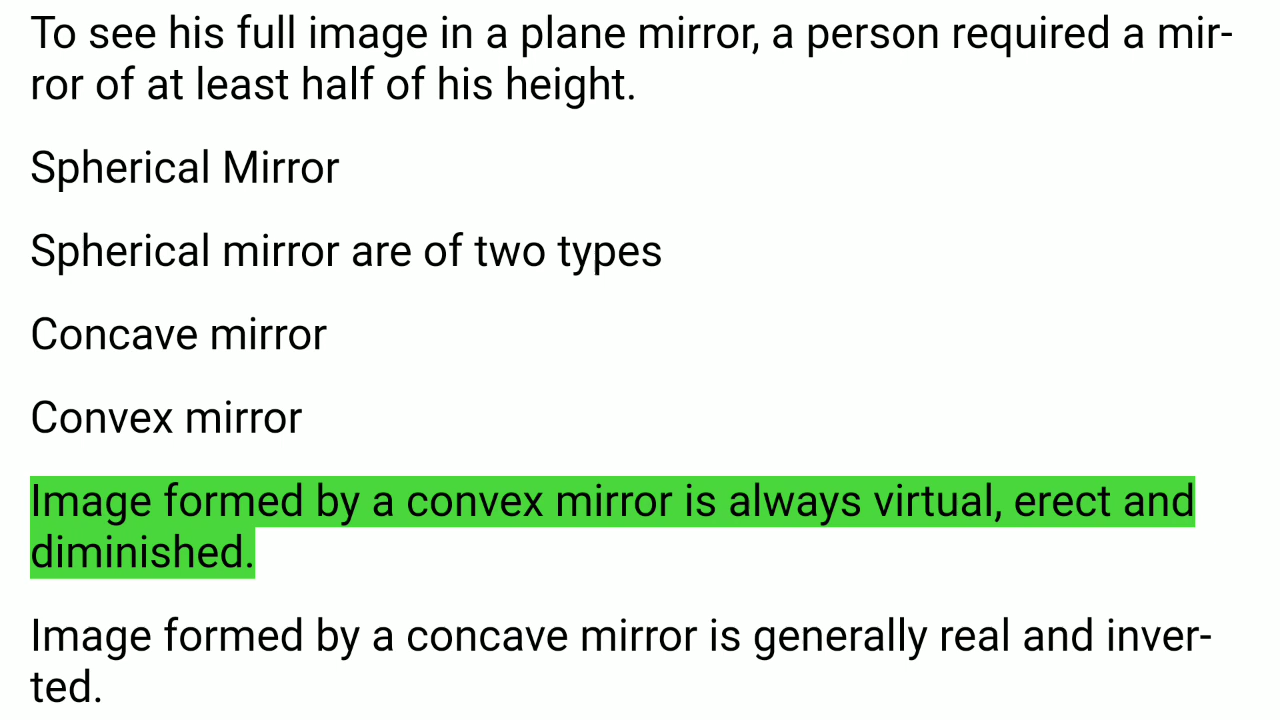 To see his full image in a plane mirror, a person required a mir-
ror of at least half of his height.
Spherical Mirror
Spherical mirror are of two types
Concave mirror
Convex mirror
Image formed by a convex mirror is always virtual, erect and
diminished.
Image formed by a concave mirror is generally real and inver-
ted.